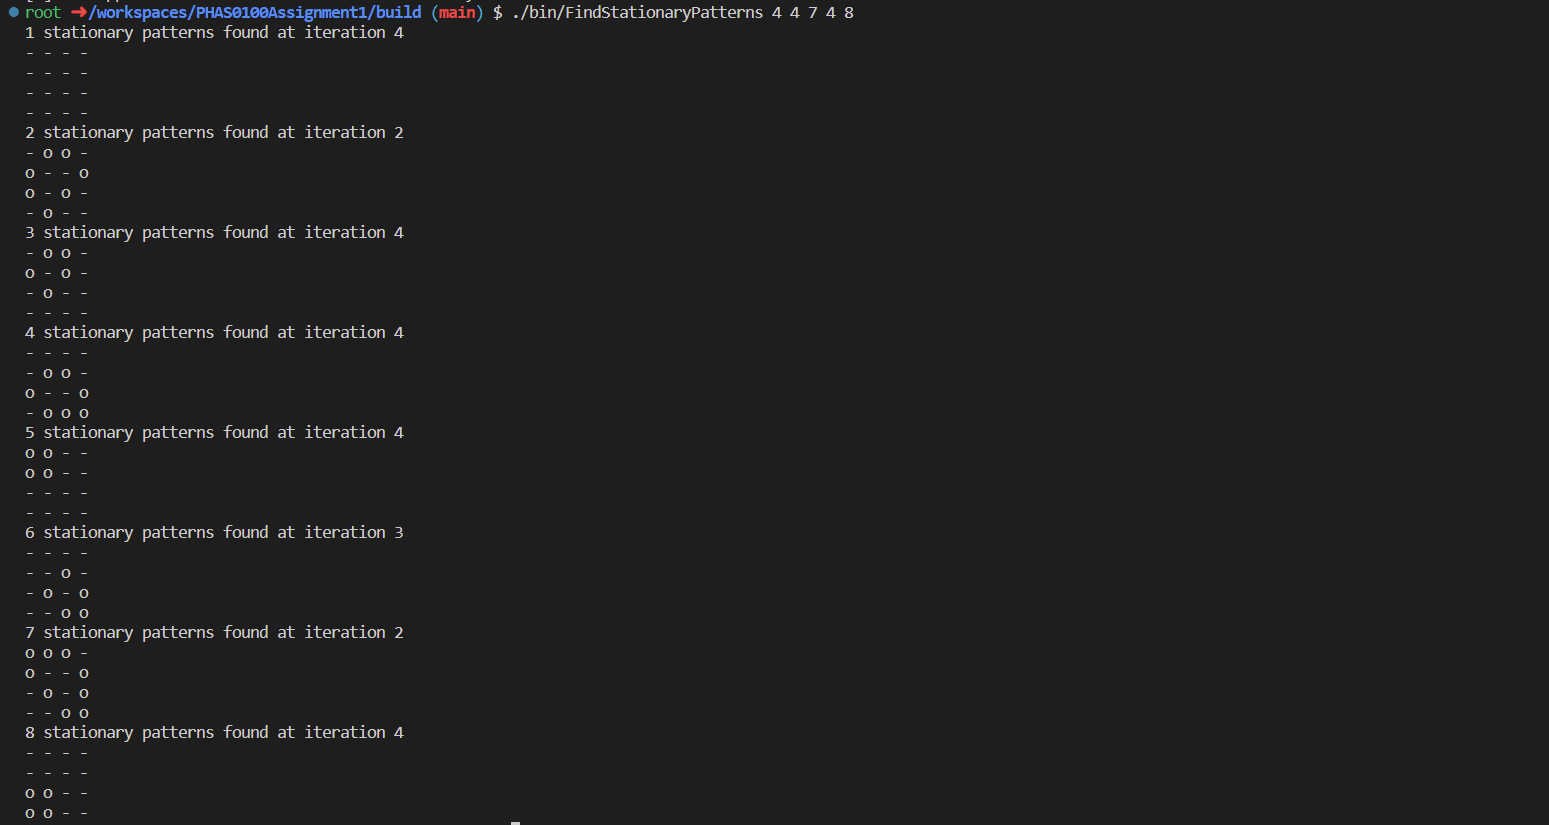 root ➜/workspaces/PHAS0100Assignment1/build (main) $ ./bin/FindStationaryPatterns 4 4 7 4 8
1 stationary patterns found at iteration 4
- - - -
- - - -
- - - -
- - - -
2 stationary patterns found at iteration 2
- o o -
o - - o
o - o -
- o - -
3 stationary patterns found at iteration 4
- o o -
o - o -
- o - -
- - - -
4 stationary patterns found at iteration 4
- - - -
- o o -
o - - o
- o o o
5 stationary patterns found at iteration 4
o o - -
o o - -
- - - -
- - - -
6 stationary patterns found at iteration 3
- - - -
- - o -
- o - o
- - o o
7 stationary patterns found at iteration 2
o o o -
o - - o
- o - o
- - o o
8 stationary patterns found at iteration 4
- - - -
- - - -
o o - -
o o - -